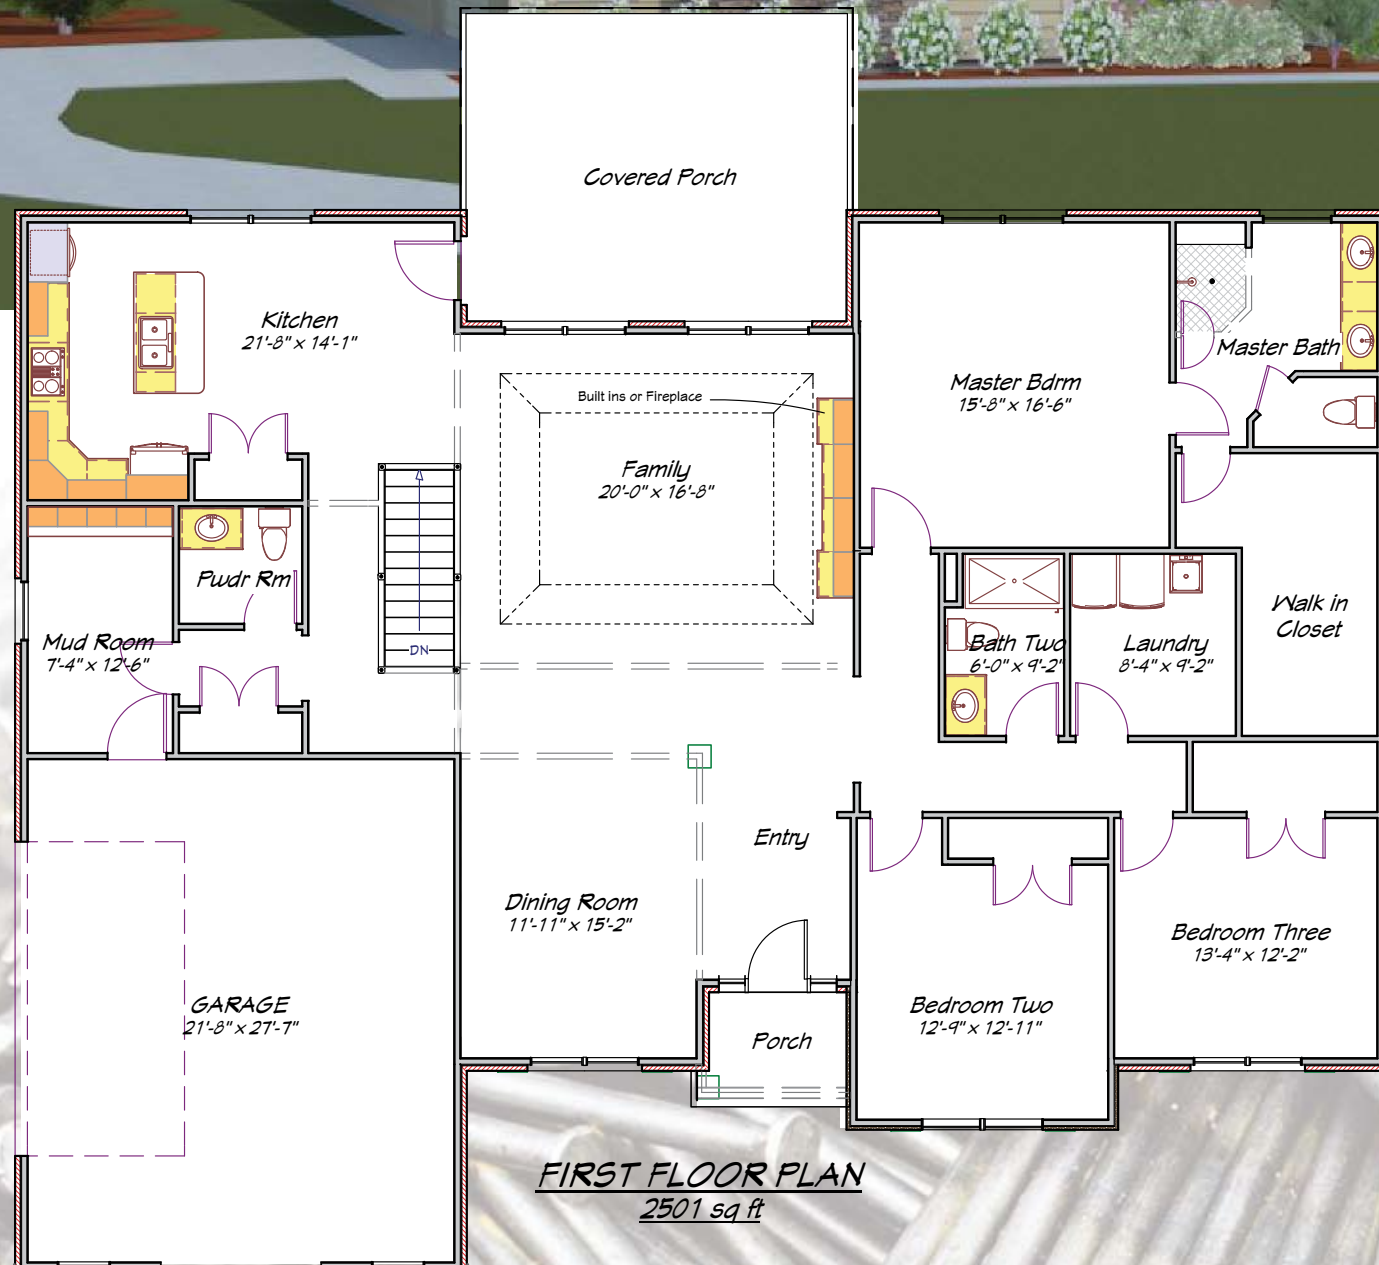 Covered Porch
Kitchen
21'-8" x 14'-1"
Master Bath
Master Bdrm
15'-8" x 16'-6"
Built ins or Fireplace
Family
20'-0" x 16'-8"
Pwdr Rm
Mud Room
7'-4" x 12'-6"
DN
Bath Two
6'-0" x 9'-2"
Laundry
8'-4" x 9'-2"
Walk in
Closet
Entry
Dining Room
11'-11" x 15'-2"
Bedroom Three
13'-4" x 12'-2"
GARAGE
21'-8" x 27'-7"
Bedroom Two
12'-9" x 12'-11"
Porch
FIRST FLOOR PLAN
2501 sq ft